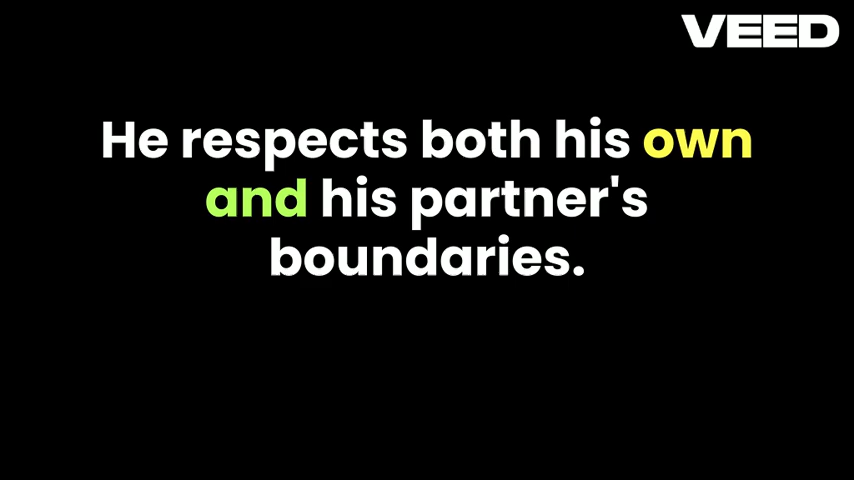 VEED
He respects both his own
and his partner's
boundaries.